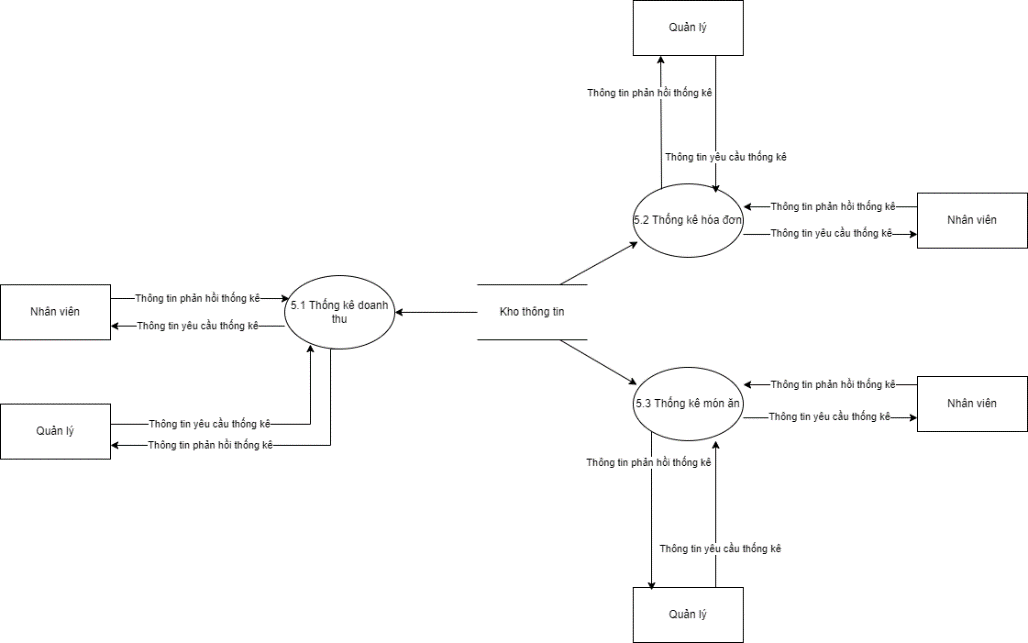 Quản lý
Thông tin phản hồi thống kê
Thông tin yêu cầu thống kê
5.2 Thống kê hóa đơn
Thông tin phản hồi thống kê
Thông tin yêu cầu thống kê
Nhân viên
Nhân viên
Thông tin phản hồi thống kê
Thông tin yêu cầu thống kê
5.1 Thống kê doanh
thu
Kho thông tin
Quản lý
Thông tin yêu cầu thống kê
Thông tin phản hồi thống kê
5.3 Thống kê món ăn
Thông tin phản hồi thống kê
Thông tin yêu cầu thống kê
Nhân viên
Thông tin phản hồi thống kê
Thông tin yêu cầu thống kê
Quản lý